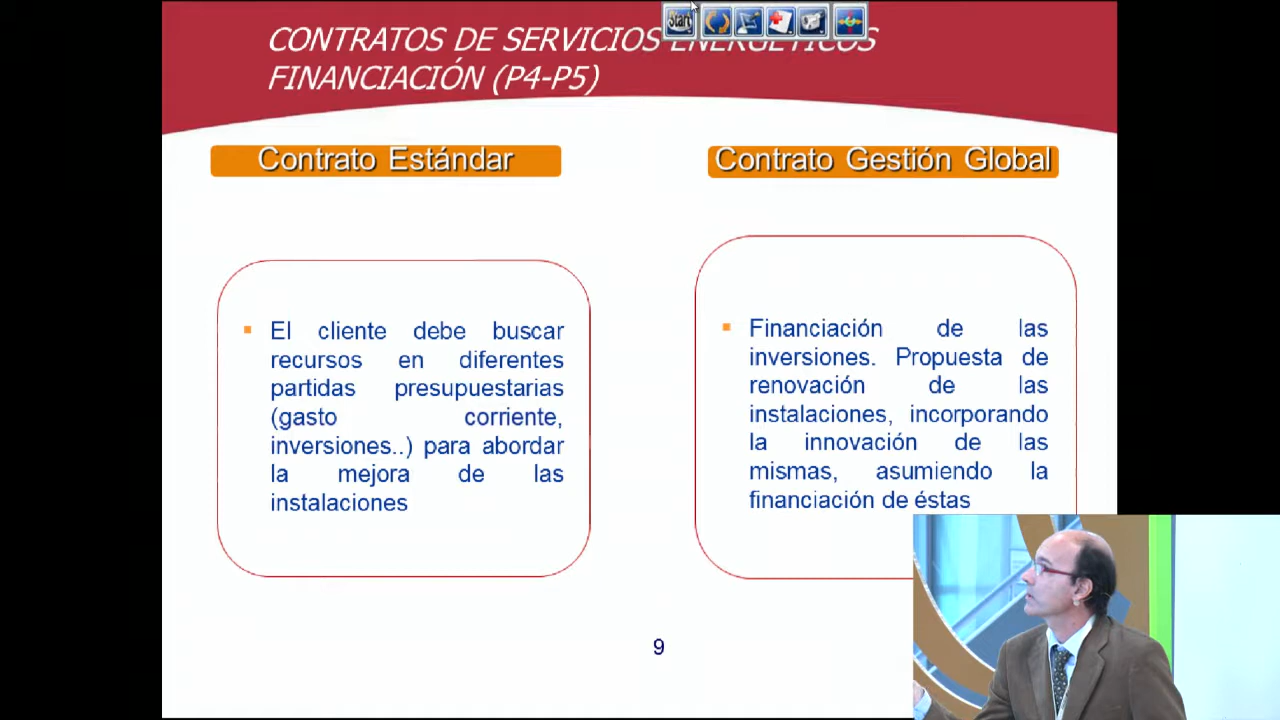 CONTRATOS DE SERVICIOS ENERGÉTICOS
FINANCIACIÓN (P4-P5)
Start
Contrato Estándar
Contrato Gestión Global
El cliente debe buscar
recursos en diferentes
partidas presupuestarias
(gasto corriente,
inversiones..) para abordar
la mejora de las
instalaciones
Financiación de las
inversiones. Propuesta de
renovación de las
instalaciones, incorporando
la innovación de las
mismas, asumiendo la
financiación de éstas
9